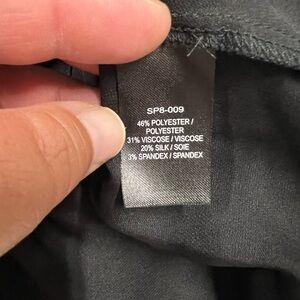 SP8-009
46% POLYESTER /
POLYESTER
31% VISCOSE / VISCOSE
20% SILK / SOIE
3% SPANDEX / SPANDEX